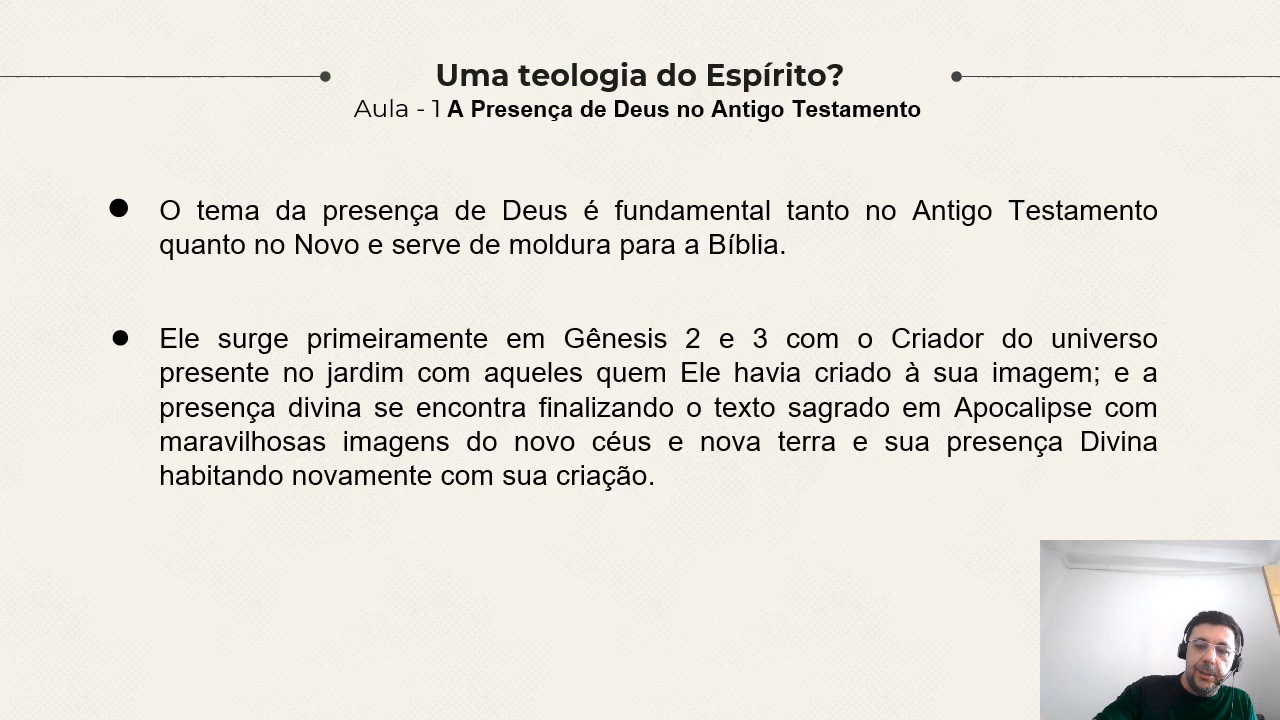 Uma teologia do Espírito?
Aula - 1 A Presença de Deus no Antigo Testamento
● O tema da presença de Deus é fundamental tanto no Antigo Testamento
quanto no Novo e serve de moldura para a Bíblia.
● Ele surge primeiramente em Gênesis 2 e 3 com o Criador do universo
presente no jardim com aqueles quem Ele havia criado à sua imagem; e a
presença divina se encontra finalizando o texto sagrado em Apocalipse com
maravilhosas imagens do novo céus e nova terra e sua presença Divina
habitando novamente com sua criação.